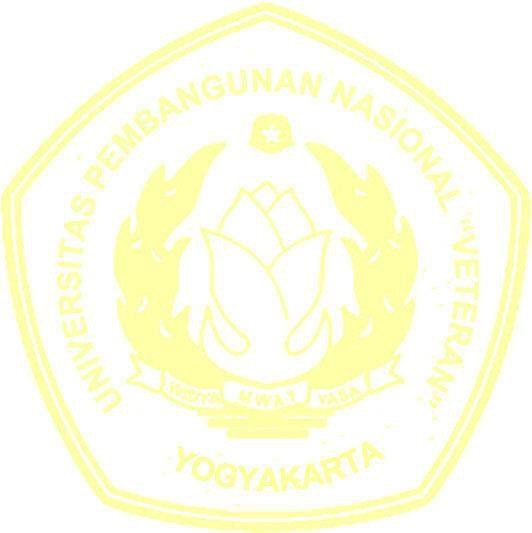 UNIVERSITAS PEMBANGUNAN NASIONAL "VETERAN"
WIDYA MWAT YASA
YOGYAKARTA